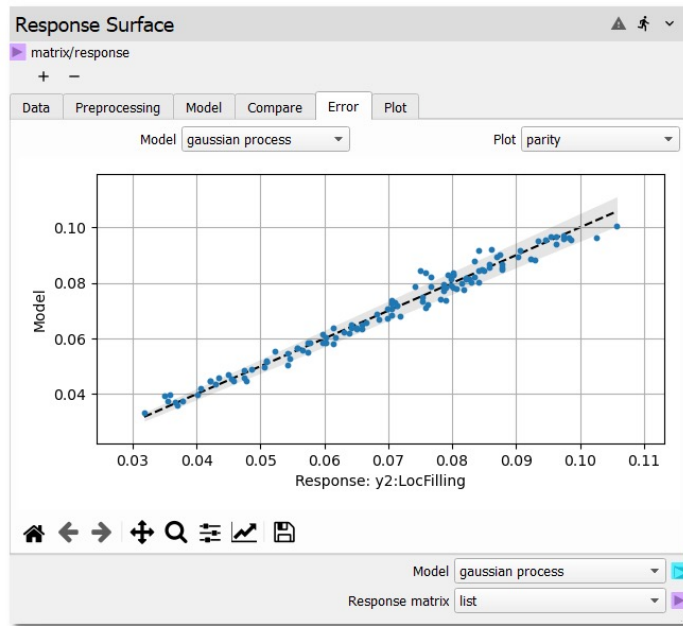 Response Surface
matrix/response
+ −
Data Preprocessing Model Compare Error Plot
Model gaussian process Plot parity
0.10
0.08
0.06
0.04
Model
0.03 0.04 0.05 0.06 0.07 0.08 0.09 0.10 0.11
Response: y2:LocFilling
Model gaussian process
Response matrix list